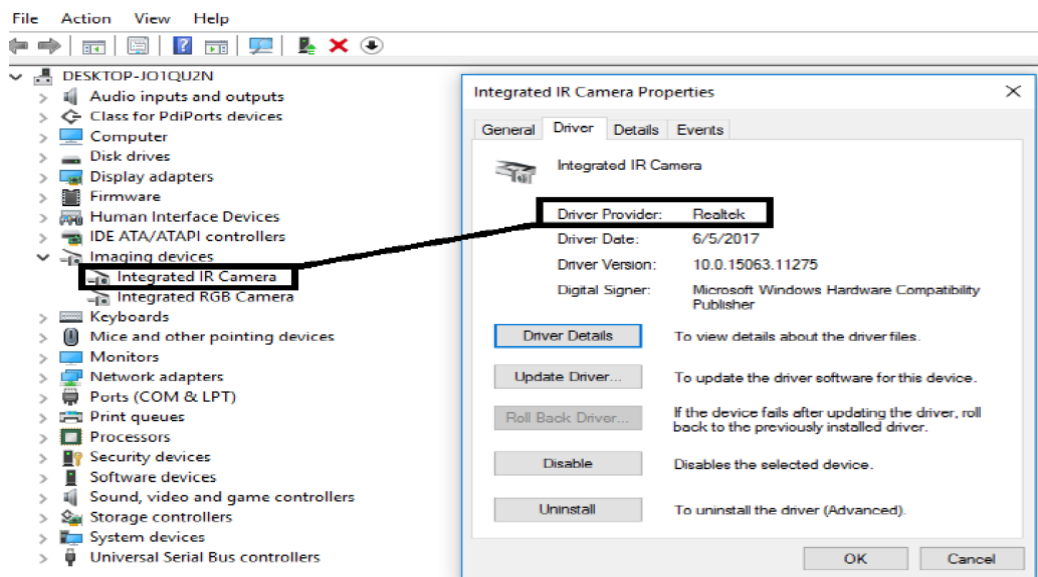 File Action View Help
DESKTOP-JO1QU2N
Audio inputs and outputs
Class for PdiPorts devices
Computer
Disk drives
Display adapters
Firmware
Human Interface Devices
IDE ATA/ATAPI controllers
Imaging devices
Integrated IR Camera
Integrated RGB Camera
Keyboards
Mice and other pointing devices
Monitors
Network adapters
Ports (COM & LPT)
Print queues
Processors
Security devices
Software devices
Sound, video and game controllers
Storage controllers
System devices
Universal Serial Bus controllers
Integrated IR Camera Properties
General Driver Details Events
Integrated IR Camera
Driver Provider: Realtek
Driver Date: 6/5/2017
Driver Version: 10.0.15063.11275
Digital Signer: Microsoft Windows Hardware Compatibility
Publisher
Driver Details To view details about the driver files.
Update Driver... To update the driver software for this device.
Roll Back Driver... If the device fails after updating the driver, roll
back to the previously installed driver.
Disable Disables the selected device.
Uninstall To uninstall the driver (Advanced).
OK Cancel